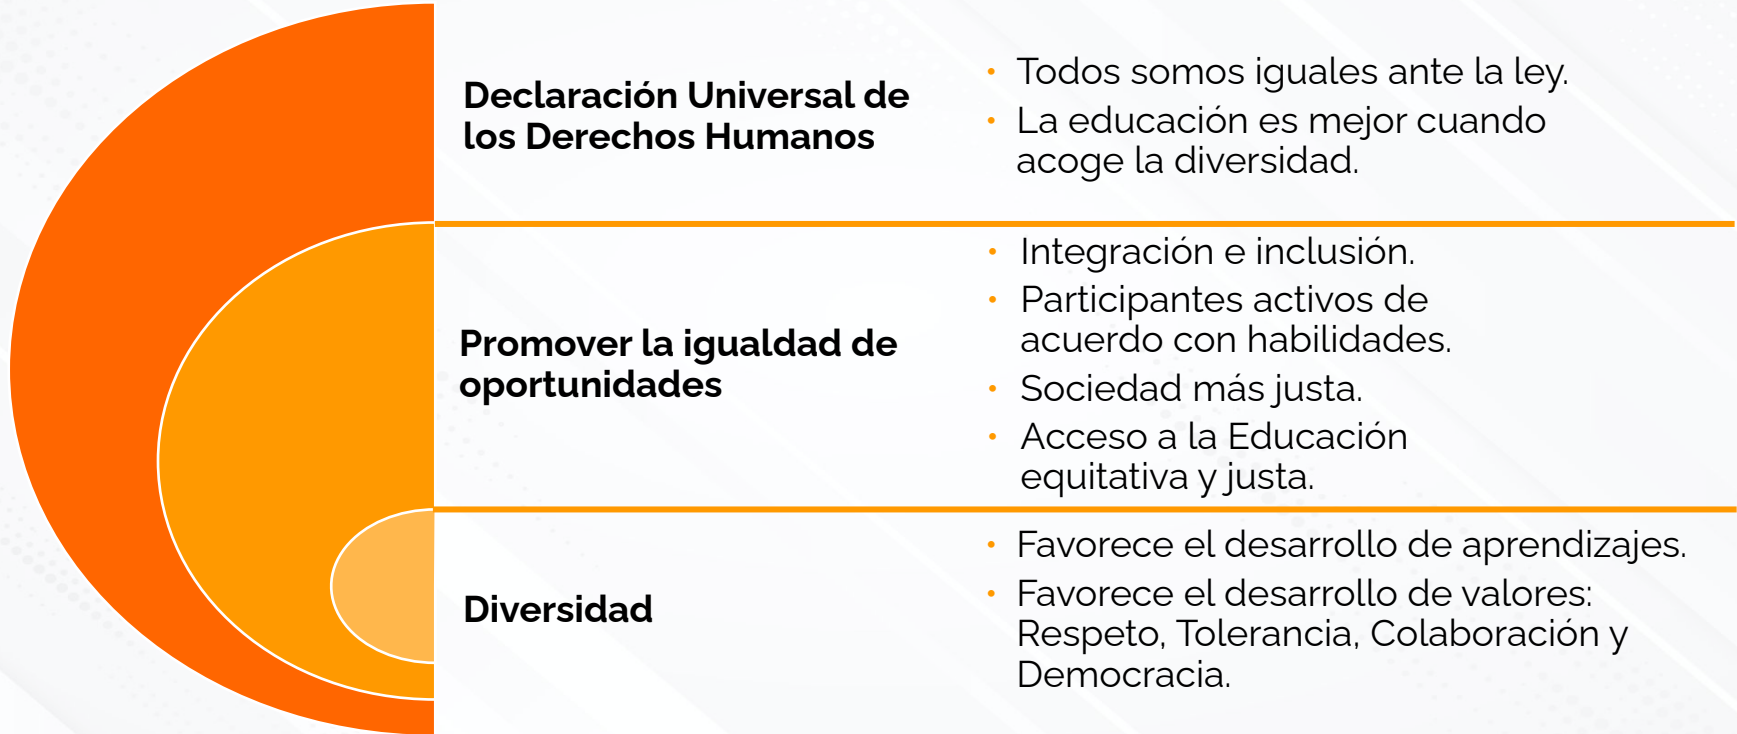 Declaración Universal de
los Derechos Humanos
• Todos somos iguales ante la ley.
• La educación es mejor cuando
acoge la diversidad.
Promover la igualdad de
oportunidades
• Integración e inclusión.
• Participantes activos de
acuerdo con habilidades.
• Sociedad más justa.
• Acceso a la Educación
equitativa y justa.
Diversidad
• Favorece el desarrollo de aprendizajes.
• Favorece el desarrollo de valores:
Respeto, Tolerancia, Colaboración y
Democracia.